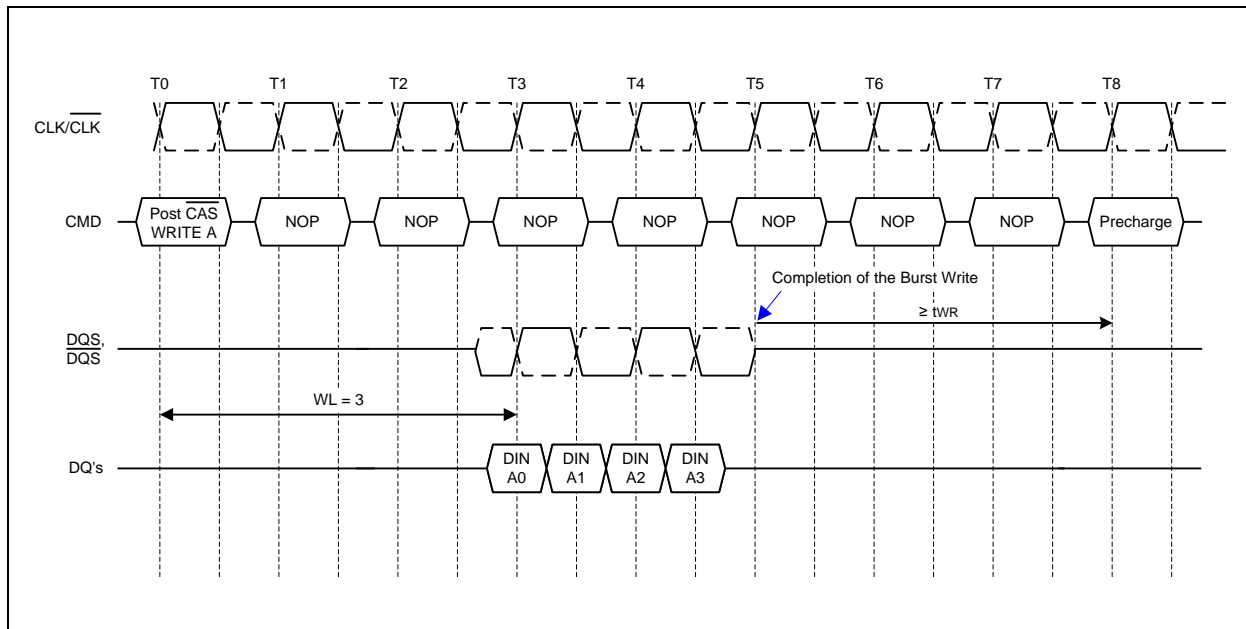 T0 T1 T2 T3 T4 T5 T6 T7 T8
CLK/CLK
CMD
Post CAS
WRITE A
NOP NOP NOP NOP NOP NOP NOP Precharge
Completion of the Burst Write
≥ tWR
DQS,
DQS
WL = 3
DQ's
DIN DIN DIN DIN
A0 A1 A2 A3